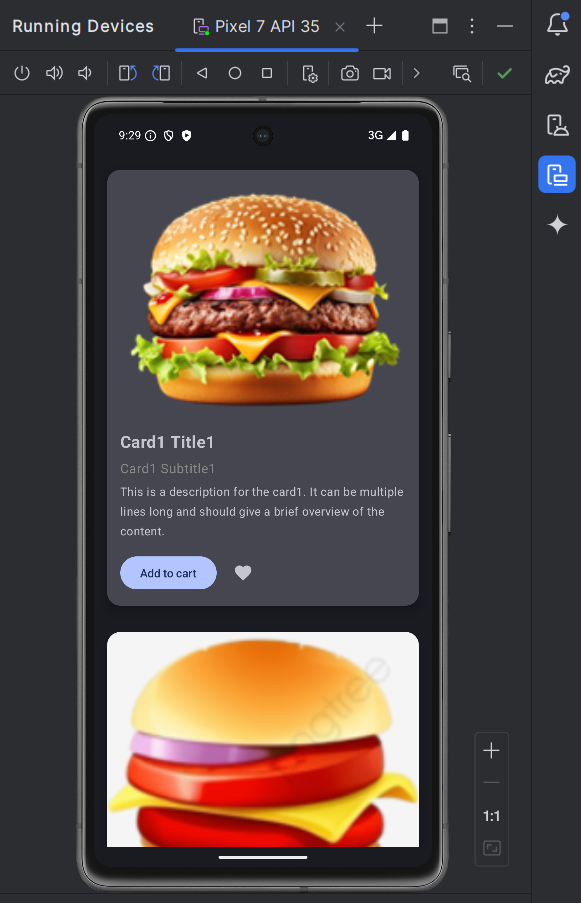 Running Devices
Pixel 7 API 35
9:29
3G
Card1 Title1
Card1 Subtitle1
This is a description for the card1. It can be multiple
lines long and should give a brief overview of the
content.
Add to cart
ngtree
1:1